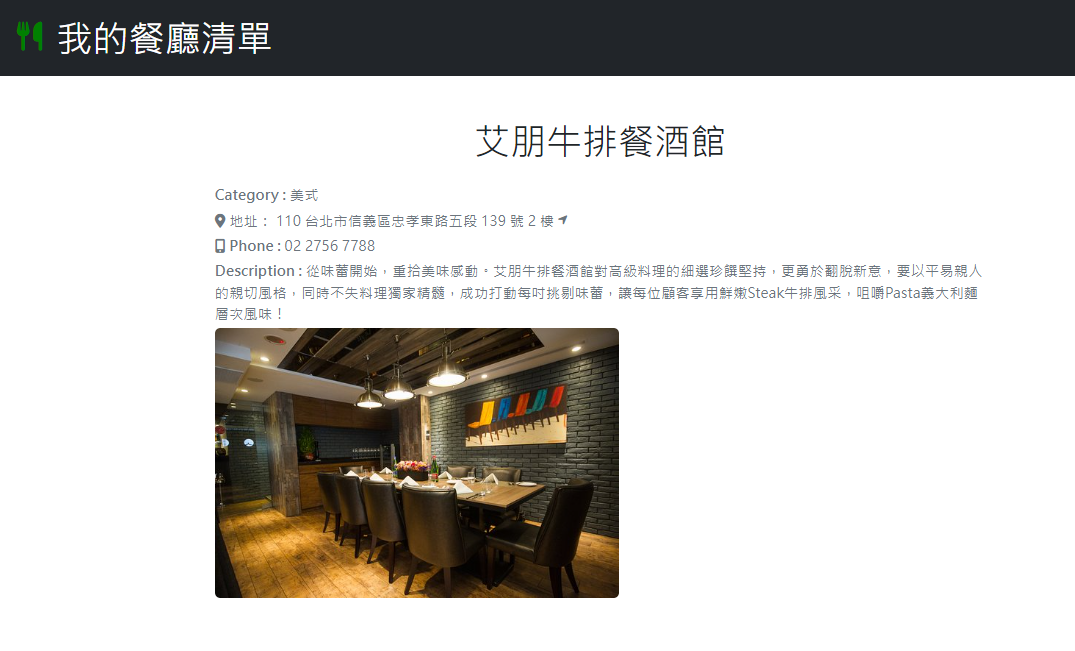 我的餐廳清單
艾朋牛排餐酒館
Category : 美式
地址： 110 台北市信義區忠孝東路五段 139 號 2 樓
Phone : 02 2756 7788
Description : 從味蕾開始，重拾美味感動。艾朋牛排餐酒館對高級料理的細選珍饌堅持，更勇於翻脫新意，要以平易親人
的親切風格，同時不失料理獨家精髓，成功打動每吋挑剔味蕾，讓每位顧客享用鮮嫩Steak牛排風采，咀嚼Pasta義大利麵
層次風味！